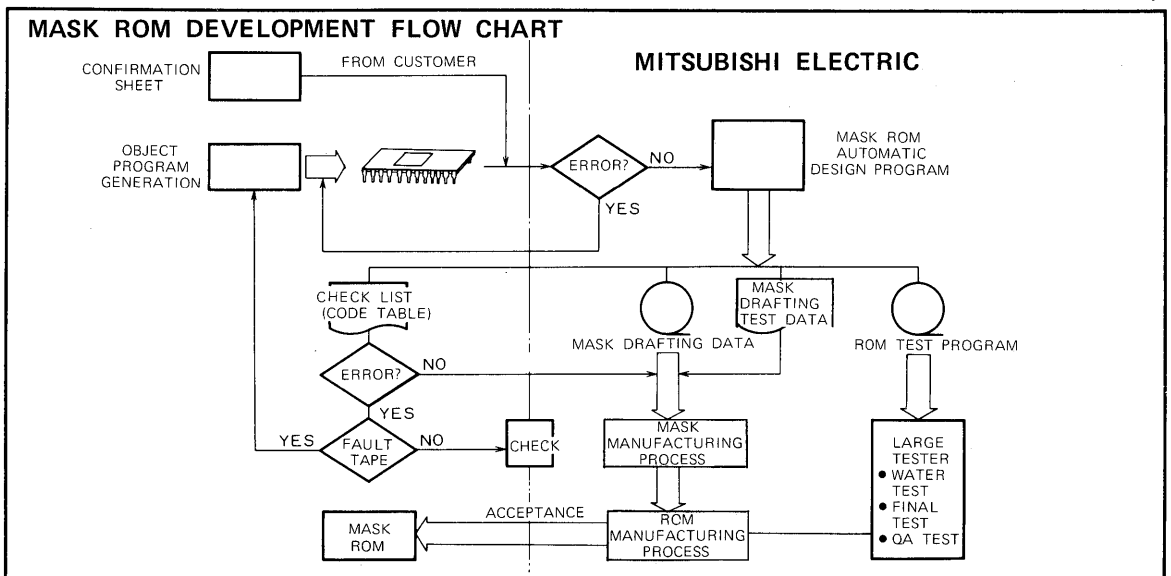 MASK ROM DEVELOPMENT FLOW CHART
MITSUBISHI ELECTRIC
CONFIRMATION
SHEET
FROM CUSTOMER
OBJECT
PROGRAM
GENERATION
ERROR?
NO
YES
MASK ROM
AUTOMATIC
DESIGN PROGRAM
CHECK LIST
(CODE TABLE)
MASK DRAFTING DATA
MASK
DRAFTING
TEST DATA
ROM TEST PROGRAM
ERROR?
NO
YES
FAULT
TAPE
YES
NO
CHECK
MASK
MANUFACTURING
PROCESS
LARGE
TESTER
● WATER
TEST
● FINAL
TEST
● QA TEST
ACCEPTANCE
MASK
ROM
ROM
MANUFACTURING
PROCESS